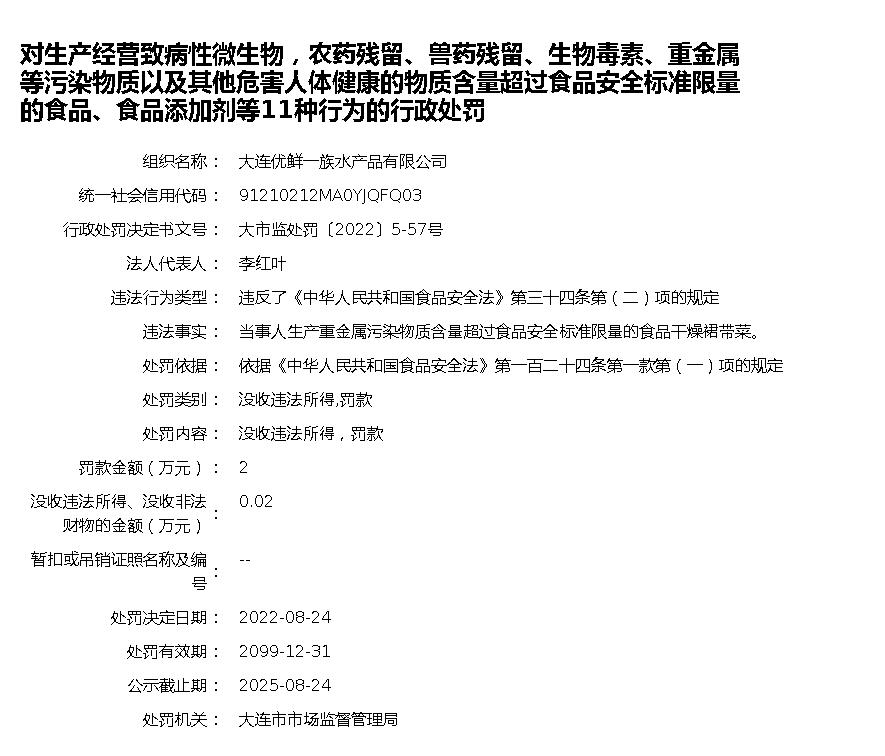 对生产经营致病性微生物，农药残留、兽药残留、生物毒素、重金属
等污染物质以及其他危害人体健康的物质含量超过食品安全标准限量
的食品、食品添加剂等11种行为的行政处罚
组织名称： 大连优鲜一族水产品有限公司
统一社会信用代码： 91210212MA0YJQFQ03
行政处罚决定书文号： 大市监处罚〔2022〕5-57号
法人代表人： 李红叶
违法行为类型： 违反了《中华人民共和国食品安全法》第三十四条第（二）项的规定
违法事实： 当事人生产重金属污染物质含量超过食品安全标准限量的食品干燥裙带菜。
处罚依据： 依据《中华人民共和国食品安全法》第一百二十四条第一款第（一）项的规定
处罚类别： 没收违法所得,罚款
处罚内容： 没收违法所得，罚款
罚款金额（万元）： 2
没收违法所得、没收非法
财物的金额（万元）： 0.02
暂扣或吊销证照名称及编
号： --
处罚决定日期： 2022-08-24
处罚有效期： 2099-12-31
公示截止期： 2025-08-24
处罚机关： 大连市市场监督管理局